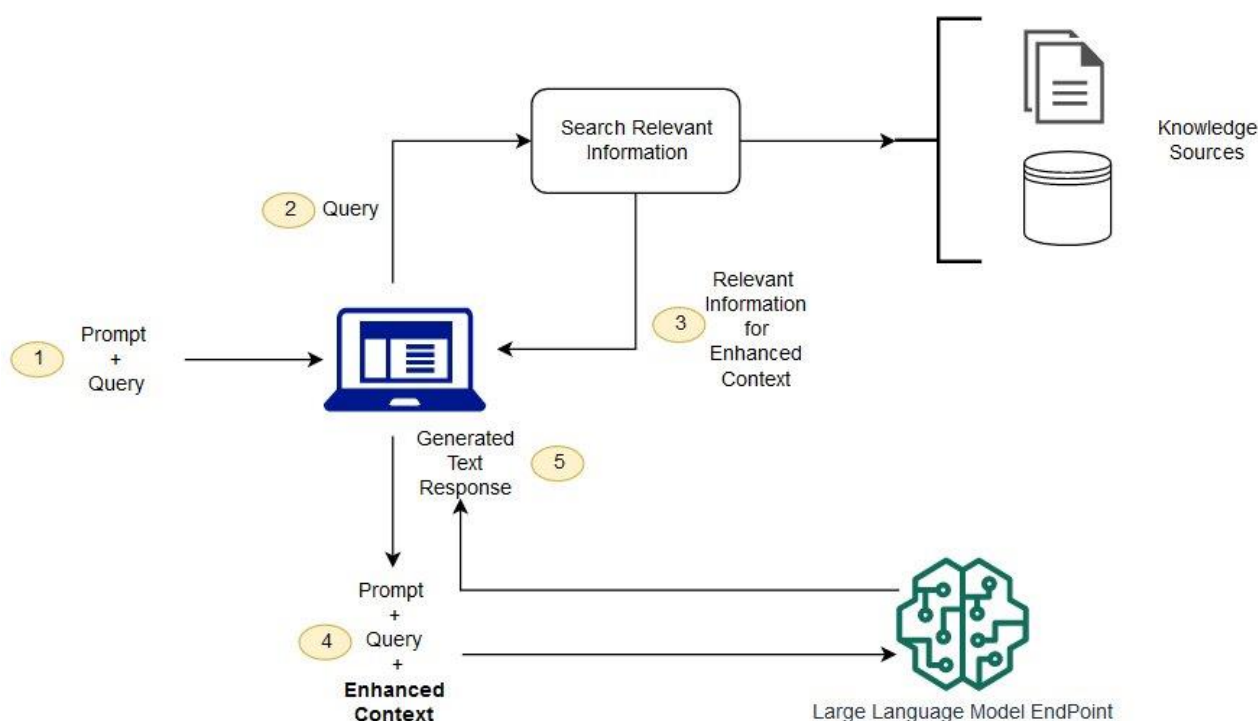 Search Relevant
Information
Knowledge
Sources
2
Query
Relevant
Information
for
Enhanced
Context
3
1
Prompt
+
Query
Generated
Text
Response
5
Prompt
+
Query
+
Enhanced
Context
4
Large Language Model EndPoint